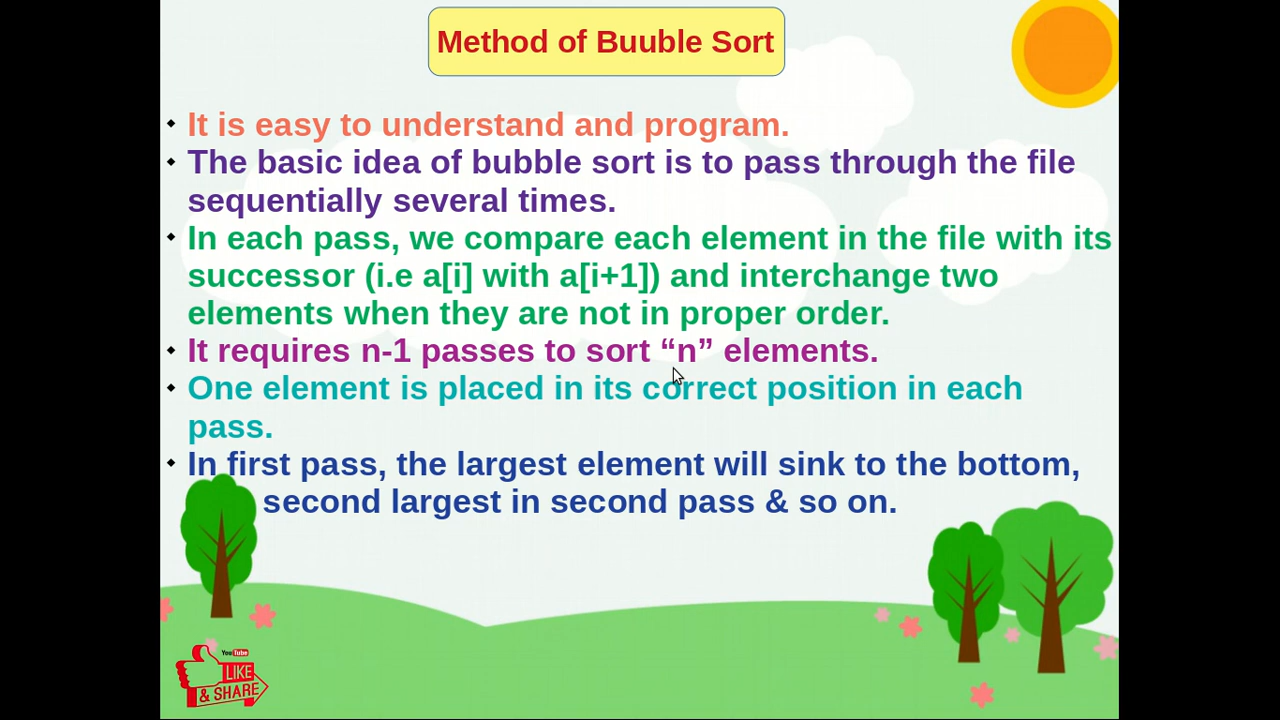 Method of Buuble Sort
It is easy to understand and program.
The basic idea of bubble sort is to pass through the file
sequentially several times.
In each pass, we compare each element in the file with its
successor (i.e a[i] with a[i+1]) and interchange two
elements when they are not in proper order.
It requires n-1 passes to sort “n” elements.
One element is placed in its correct position in each
pass.
In first pass, the largest element will sink to the bottom,
second largest in second pass & so on.
YouTube
LIKE
& SHARE